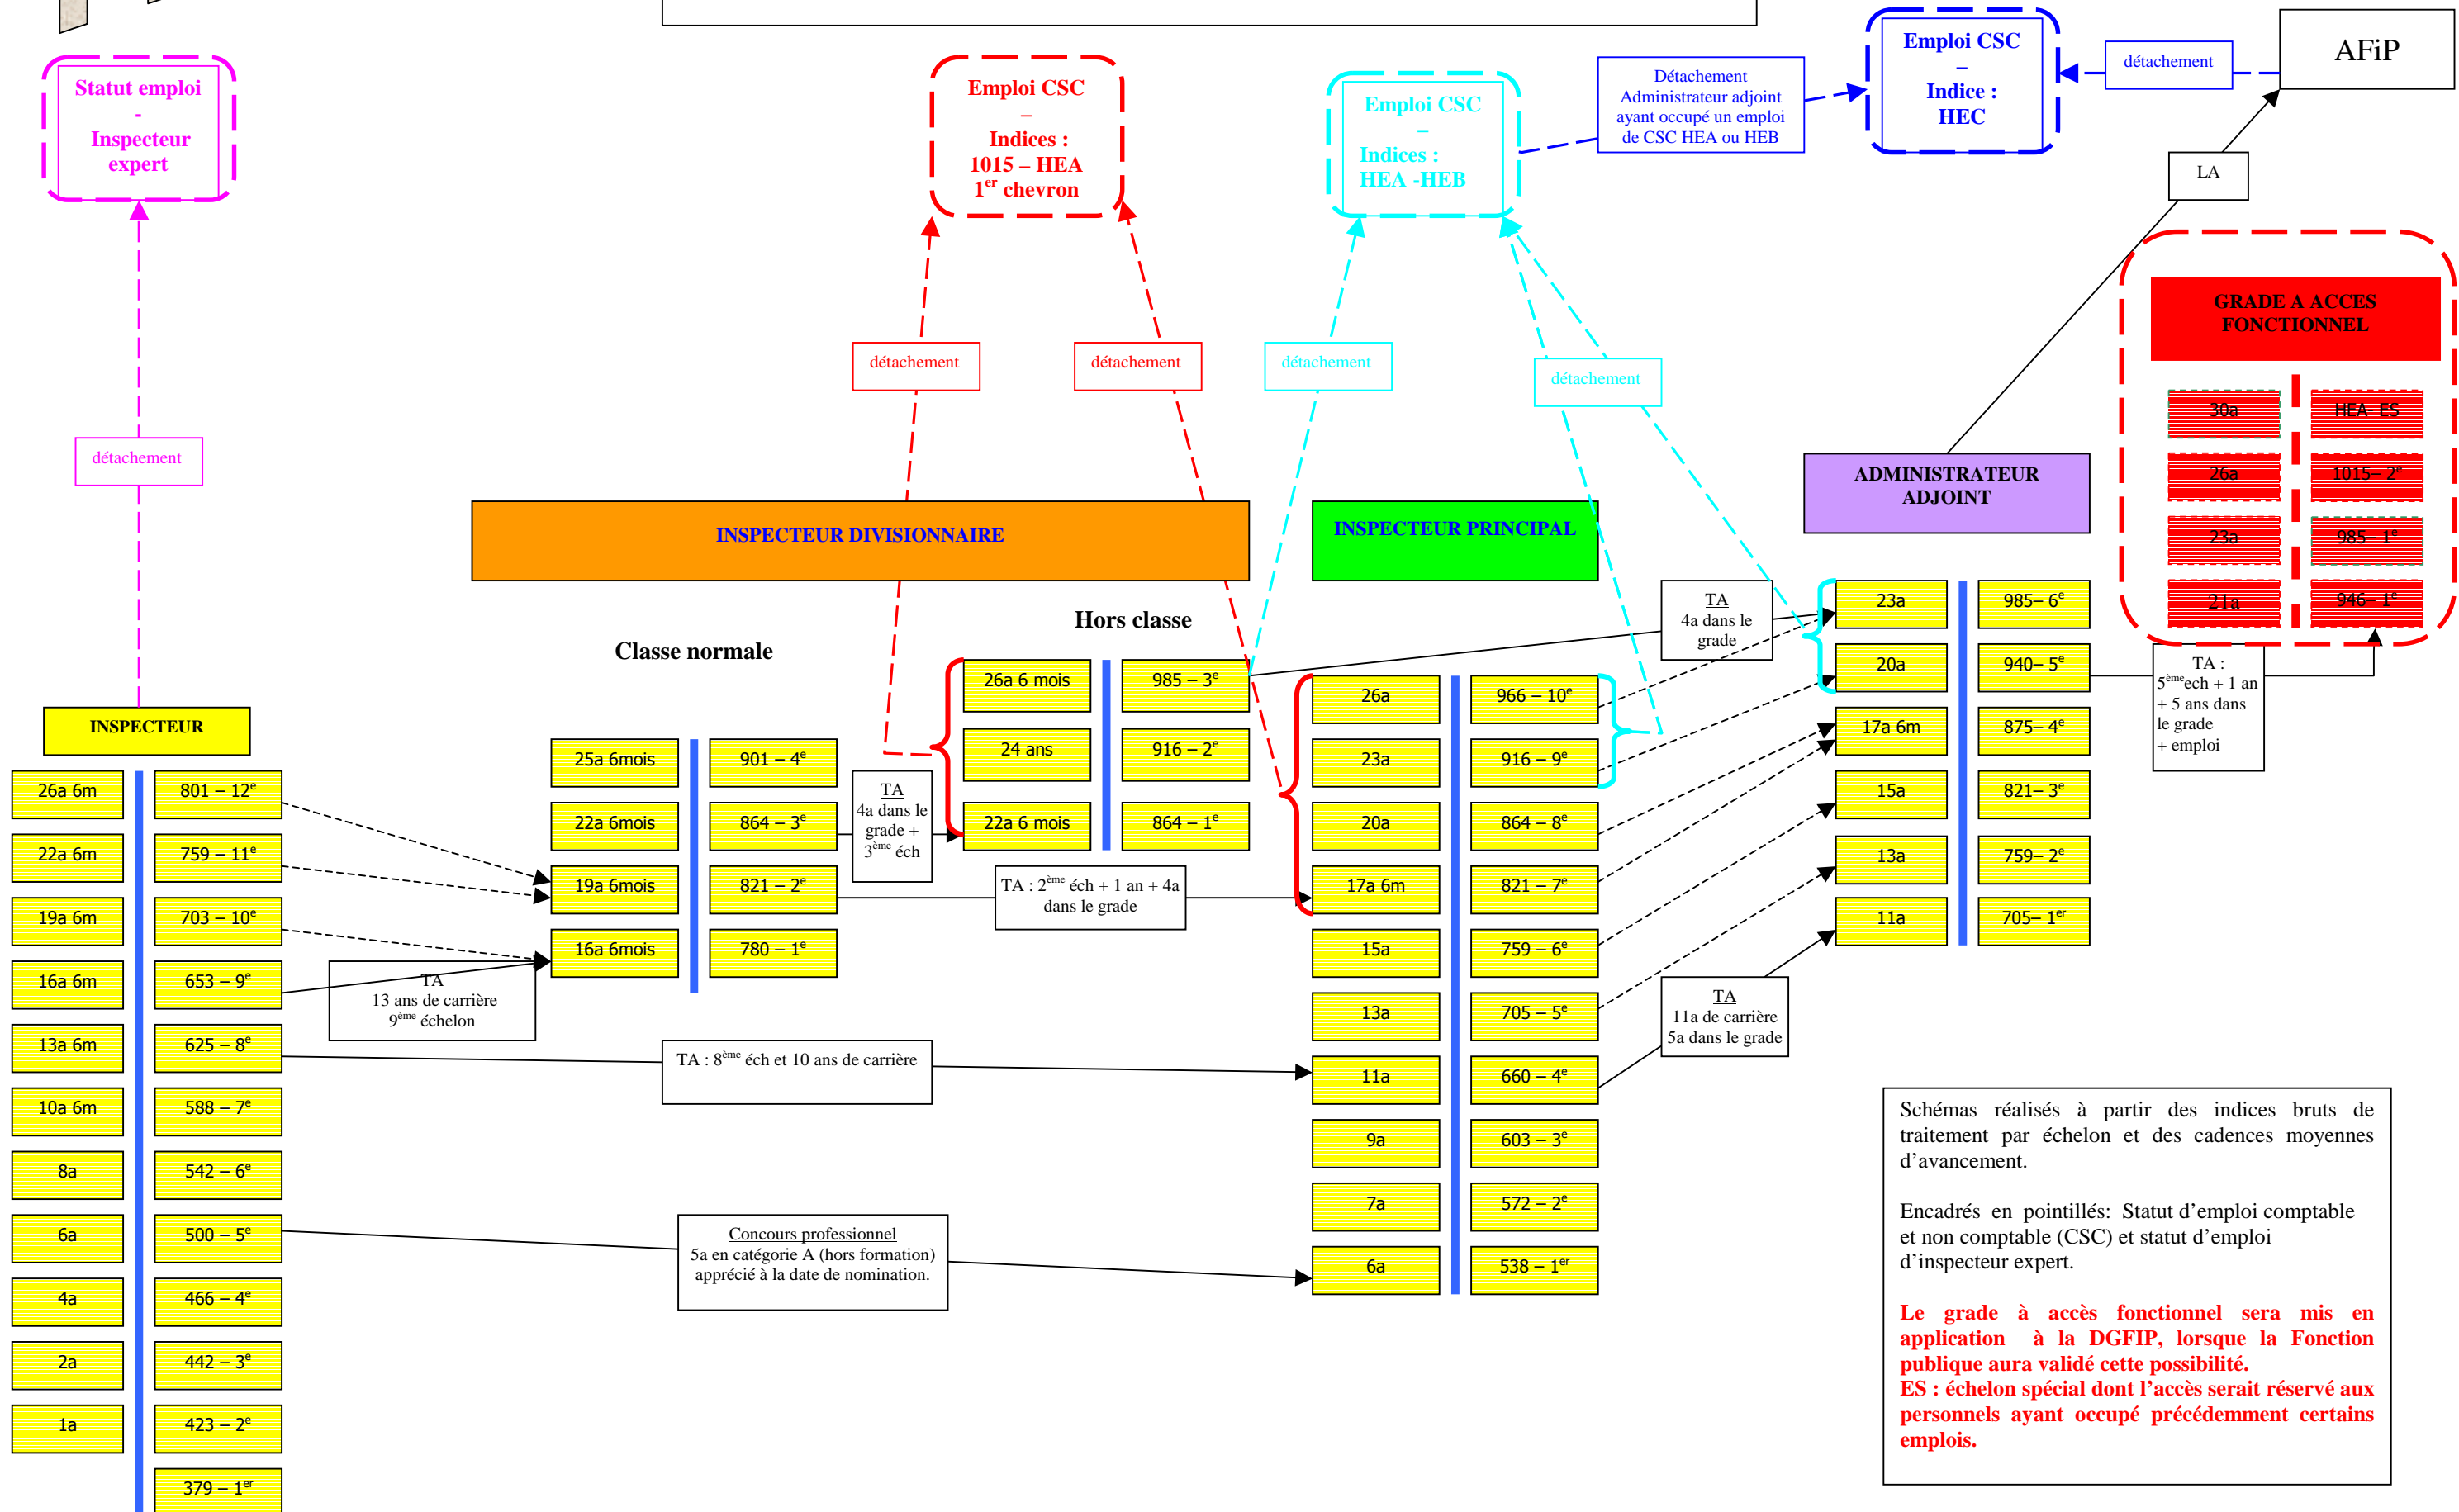 Statut emploi
-
Inspecteur
expert
Emploi CSC
–
Indices :
1015 – HEA
1er chevron
Emploi CSC
–
Indices :
HEA -HEB
Détachement
Administrateur adjoint
ayant occupé un emploi
de CSC HEA ou HEB
Emploi CSC
–
Indice :
HEC
détachement
AFiP
LA
détachement
détachement
détachement
détachement
détachement
GRADE A ACCES
FONCTIONNEL
30a
HEA- ES
26a
1015– 2e
23a
985– 1e
21a
946– 1e
TA :
5ème ech + 1 an
+ 5 ans dans
le grade
+ emploi
INSPECTEUR DIVISIONNAIRE
INSPECTEUR PRINCIPAL
ADMINISTRATEUR
ADJOINT
Classe normale
Hors classe
INSPECTEUR
26a 6m
801 – 12e
22a 6m
759 – 11e
19a 6m
703 – 10e
16a 6m
653 – 9e
13a 6m
625 – 8e
10a 6m
588 – 7e
8a
542 – 6e
6a
500 – 5e
4a
466 – 4e
2a
442 – 3e
1a
423 – 2e
379 – 1er
TA
13 ans de carrière
9ème échelon
TA : 8ème éch et 10 ans de carrière
Concours professionnel
5a en catégorie A (hors formation)
apprécié à la date de nomination.
25a 6mois
901 – 4e
22a 6mois
864 – 3e
19a 6mois
821 – 2e
16a 6mois
780 – 1e
TA
4a dans le
grade +
3ème éch
26a 6 mois
985 – 3e
24 ans
916 – 2e
22a 6 mois
864 – 1e
TA : 2ème éch + 1 an + 4a
dans le grade
26a
966 – 10e
23a
916 – 9e
20a
864 – 8e
17a 6m
821 – 7e
15a
759 – 6e
13a
705 – 5e
11a
660 – 4e
9a
603 – 3e
7a
572 – 2e
6a
538 – 1er
TA
4a dans le
grade
TA
11a de carrière
5a dans le grade
23a
985– 6e
20a
940– 5e
17a 6m
875– 4e
15a
821– 3e
13a
759– 2e
11a
705– 1er
Schémas réalisés à partir des indices bruts de
traitement par échelon et des cadences moyennes
d’avancement.
Encadrés en pointillés: Statut d’emploi comptable
et non comptable (CSC) et statut d’emploi
d’inspecteur expert.
Le grade à accès fonctionnel sera mis en
application à la DGFIP, lorsque la Fonction
publique aura validé cette possibilité.
ES : échelon spécial dont l’accès serait réservé aux
personnels ayant occupé précédemment certains
emplois.